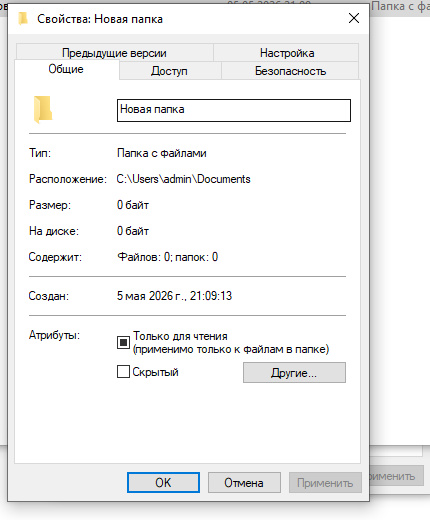 Свойства: Новая папка
Папка с фа
Предыдущие версии
Настройка
Общие
Доступ
Безопасность
Новая папка
Тип: Папка с файлами
Расположение: C:\Users\admin\Documents
Размер: 0 байт
На диске: 0 байт
Содержит: Файлов: 0; папок: 0
Создан: 5 мая 2026 г., 21:09:13
Атрибуты: Только для чтения
(применимо только к файлам в папке)
Скрытый
Другие...
OK
Отмена
Применить
рименить